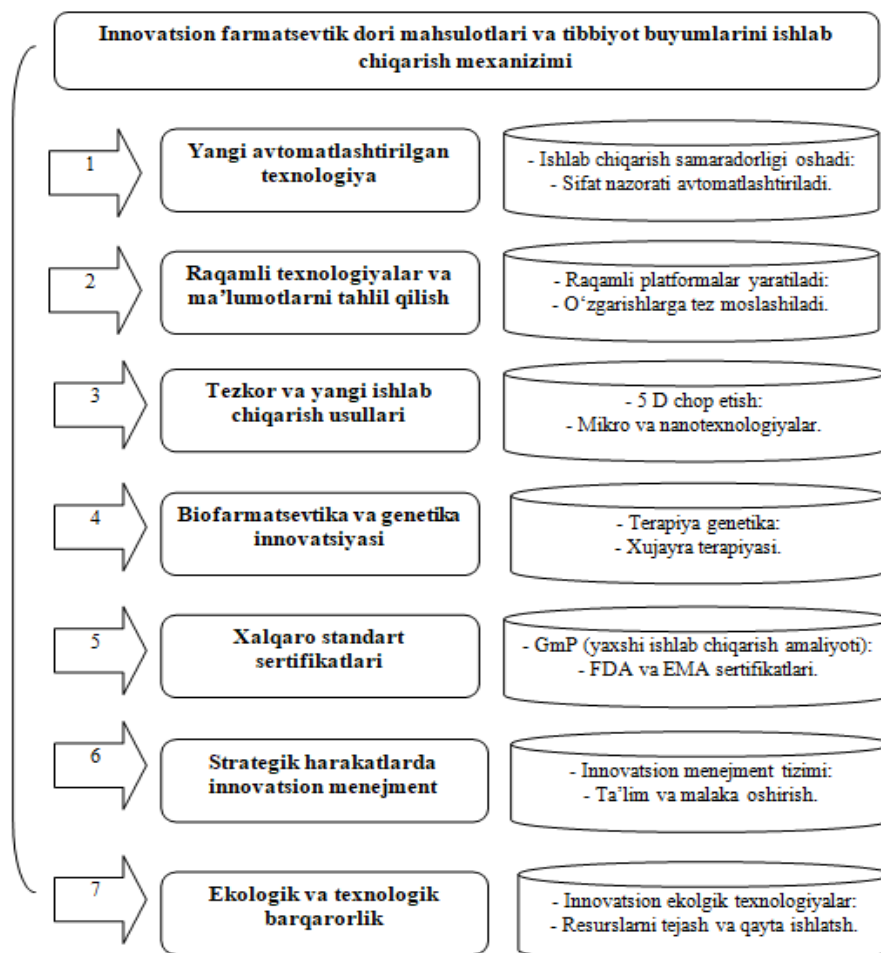 Innovatsion farmatsevtik dori mahsulotlari va tibbiyot buyumlarini ishlab
chiqarish mexanizimi
1
Yangi avtomatlashtirilgan
texnologiya
- Ishlab chiqarish samaradorligi oshadi:
- Sifat nazorati avtomatlashtiriladi.
2
Raqamli texnologiyalar va
ma’lumotlarni tahlil qilish
- Raqamli platformalar yaratiladi:
- O‘zgarishlarga tez moslashiladi.
3
Tezkor va yangi ishlab
chiqarish usullari
- 5 D chop etish:
- Mikro va nanotexnologiyalar.
4
Biofarmatsevtika va genetika
innovatsiyasi
- Terapiya genetika:
- Xujayra terapiyasi.
5
Xalqaro standart
sertifikatlari
- GmP (yaxshi ishlab chiqarish amaliyoti):
- FDA va EMA sertifikatlari.
6
Strategik harakatlarda
innovatsion menejment
- Innovatsion menejment tizimi:
- Ta’lim va malaka oshirish.
7
Ekologik va texnologik
barqarorlik
- Innovatsion ekolgik texnologiyalar:
- Resurslarni tejash va qayta ishlatsh.